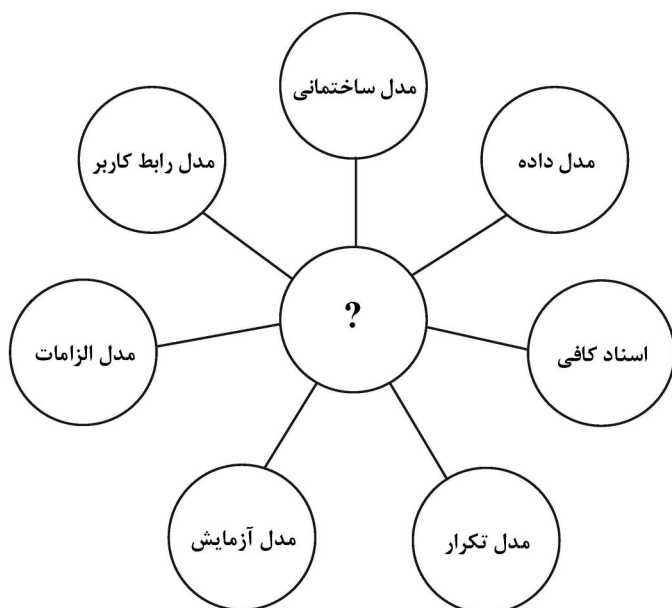 مدل ساختمانی
مدل داده
مدل رابط کاربر
?
اسناد کافی
مدل الزامات
مدل آزمایش
مدل تکرار